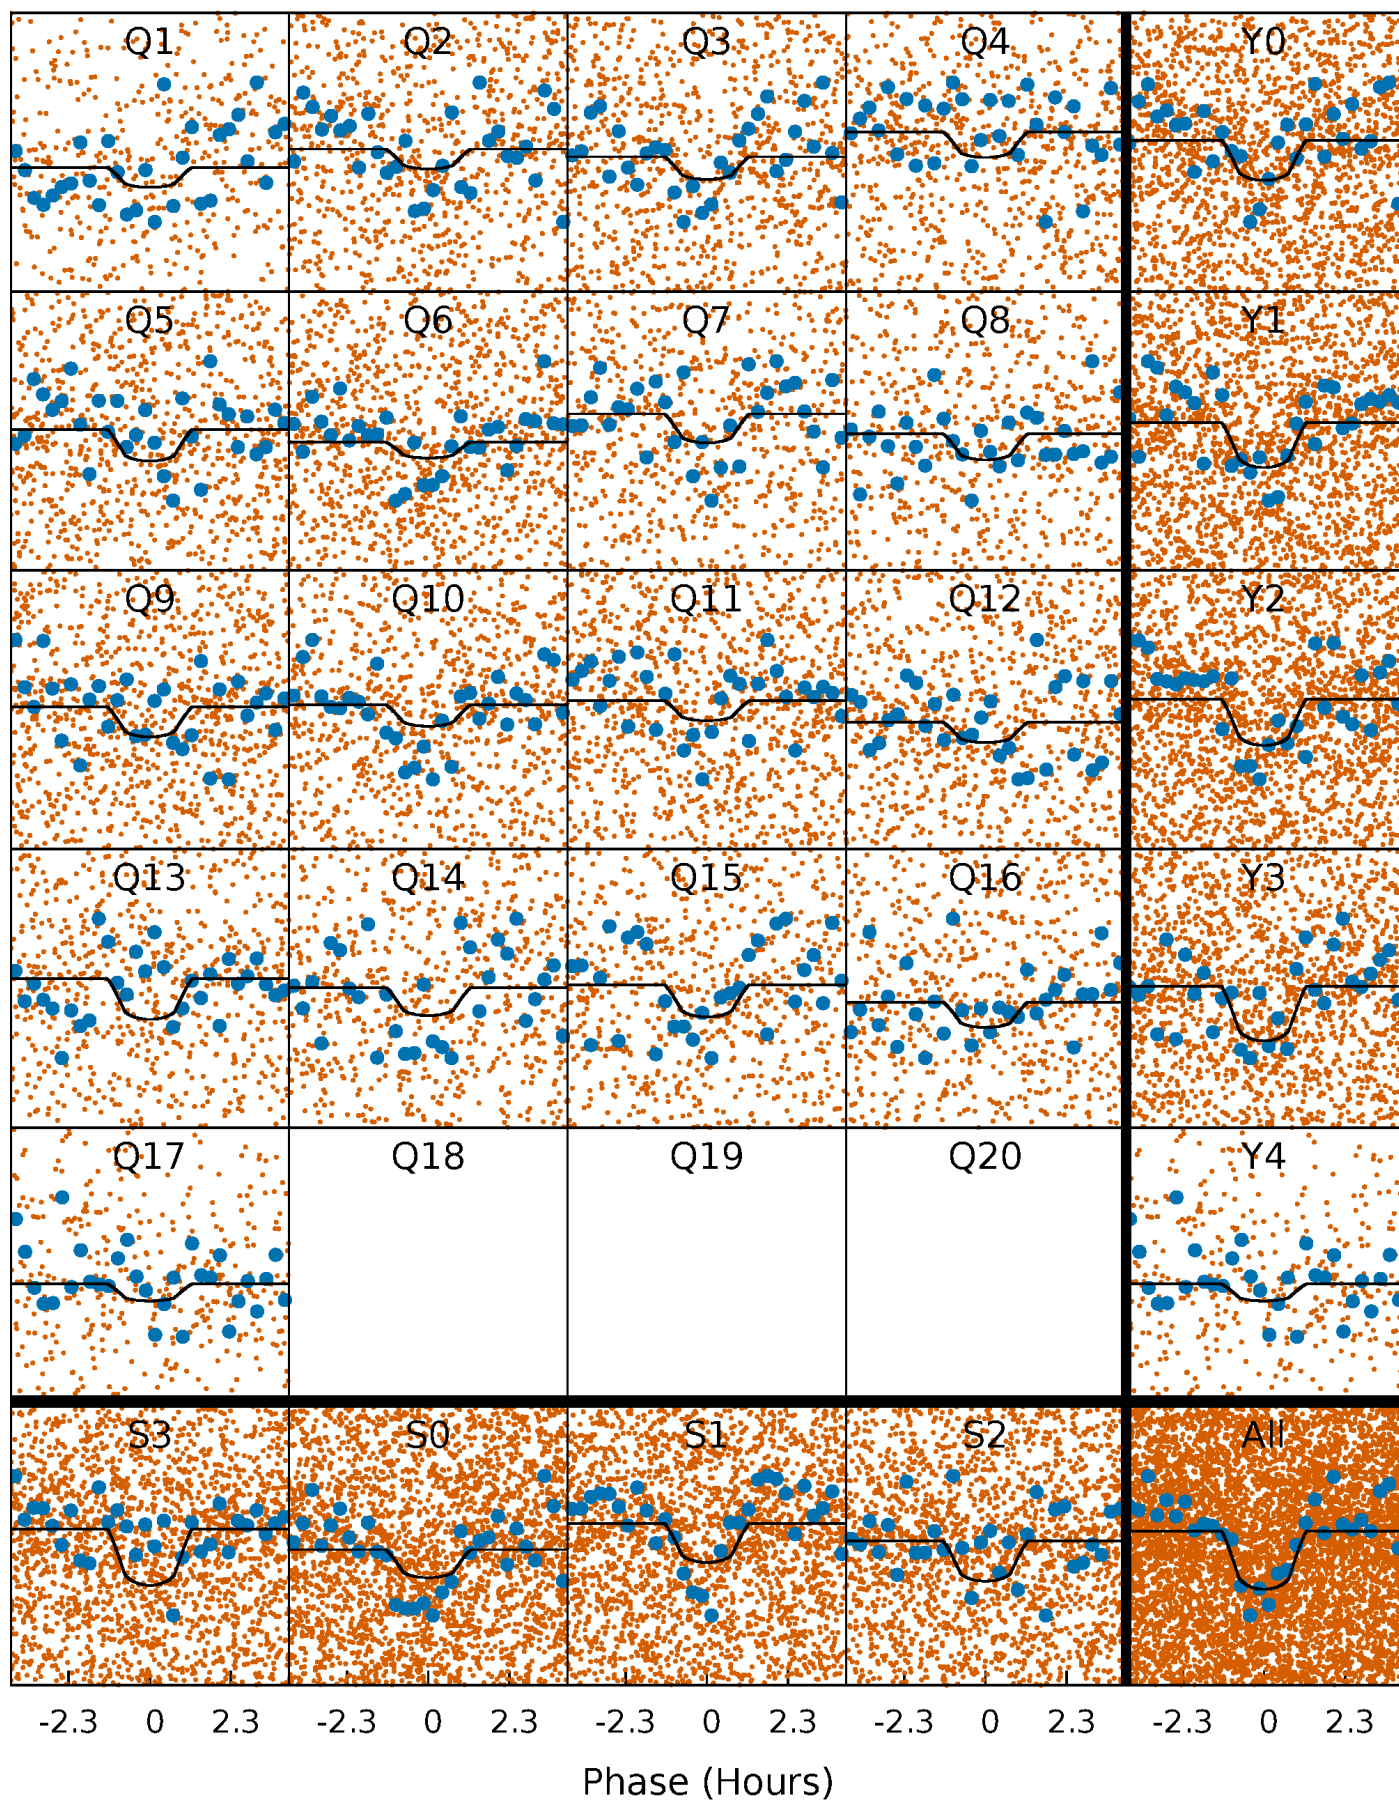 Q1 Q2 Q3 Q4 Y0
Q5 Q6 Q7 Q8 Y1
Q9 Q10 Q11 Q12 Y2
Q13 Q14 Q15 Q16 Y3
Q17 Q18 Q19 Q20 Y4
S3 S0 S1 S2 All
-2.3 0 2.3 -2.3 0 2.3 -2.3 0 2.3 -2.3 0 2.3 -2.3 0 2.3
Phase (Hours)